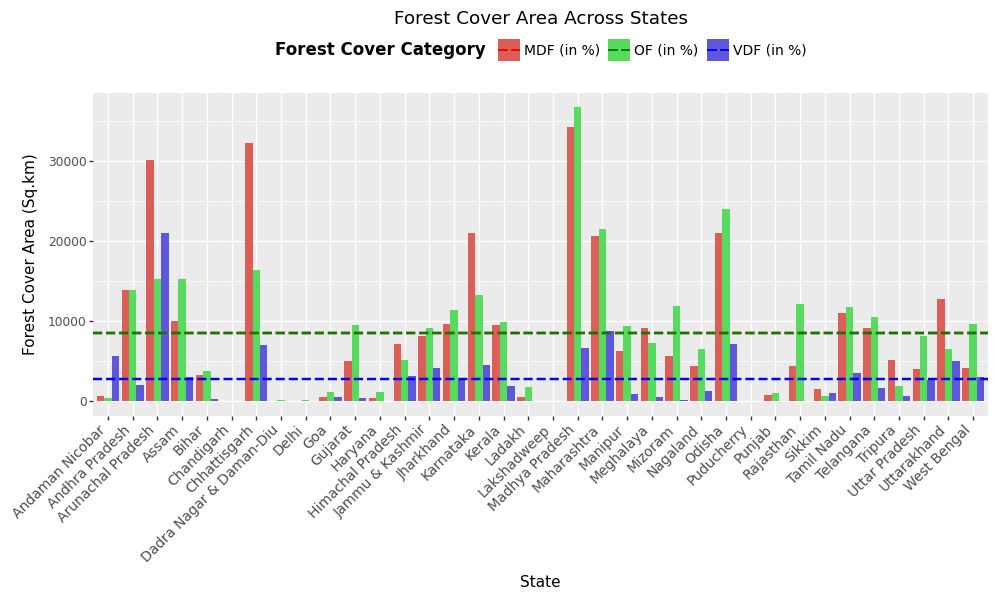 Forest Cover Area Across States
Forest Cover Category MDF (in %) OF (in %) VDF (in %)
Forest Cover Area (Sq.km)
30000
20000
10000
0
Andaman Nicobar
Andhra Pradesh
Arunachal Pradesh
Assam
Bihar
Chandigarh
Chhattisgarh
Dadra Nagar & Daman-Diu
Delhi
Goa
Gujarat
Haryana
Himachal Pradesh
Jammu & Kashmir
Jharkhand
Karnataka
Kerala
Ladakh
Lakshadweep
Madhya Pradesh
Maharashtra
Manipur
Meghalaya
Mizoram
Nagaland
Odisha
Puducherry
Punjab
Rajasthan
Sikkim
Tamil Nadu
Telangana
Tripura
Uttar Pradesh
Uttarakhand
West Bengal
State